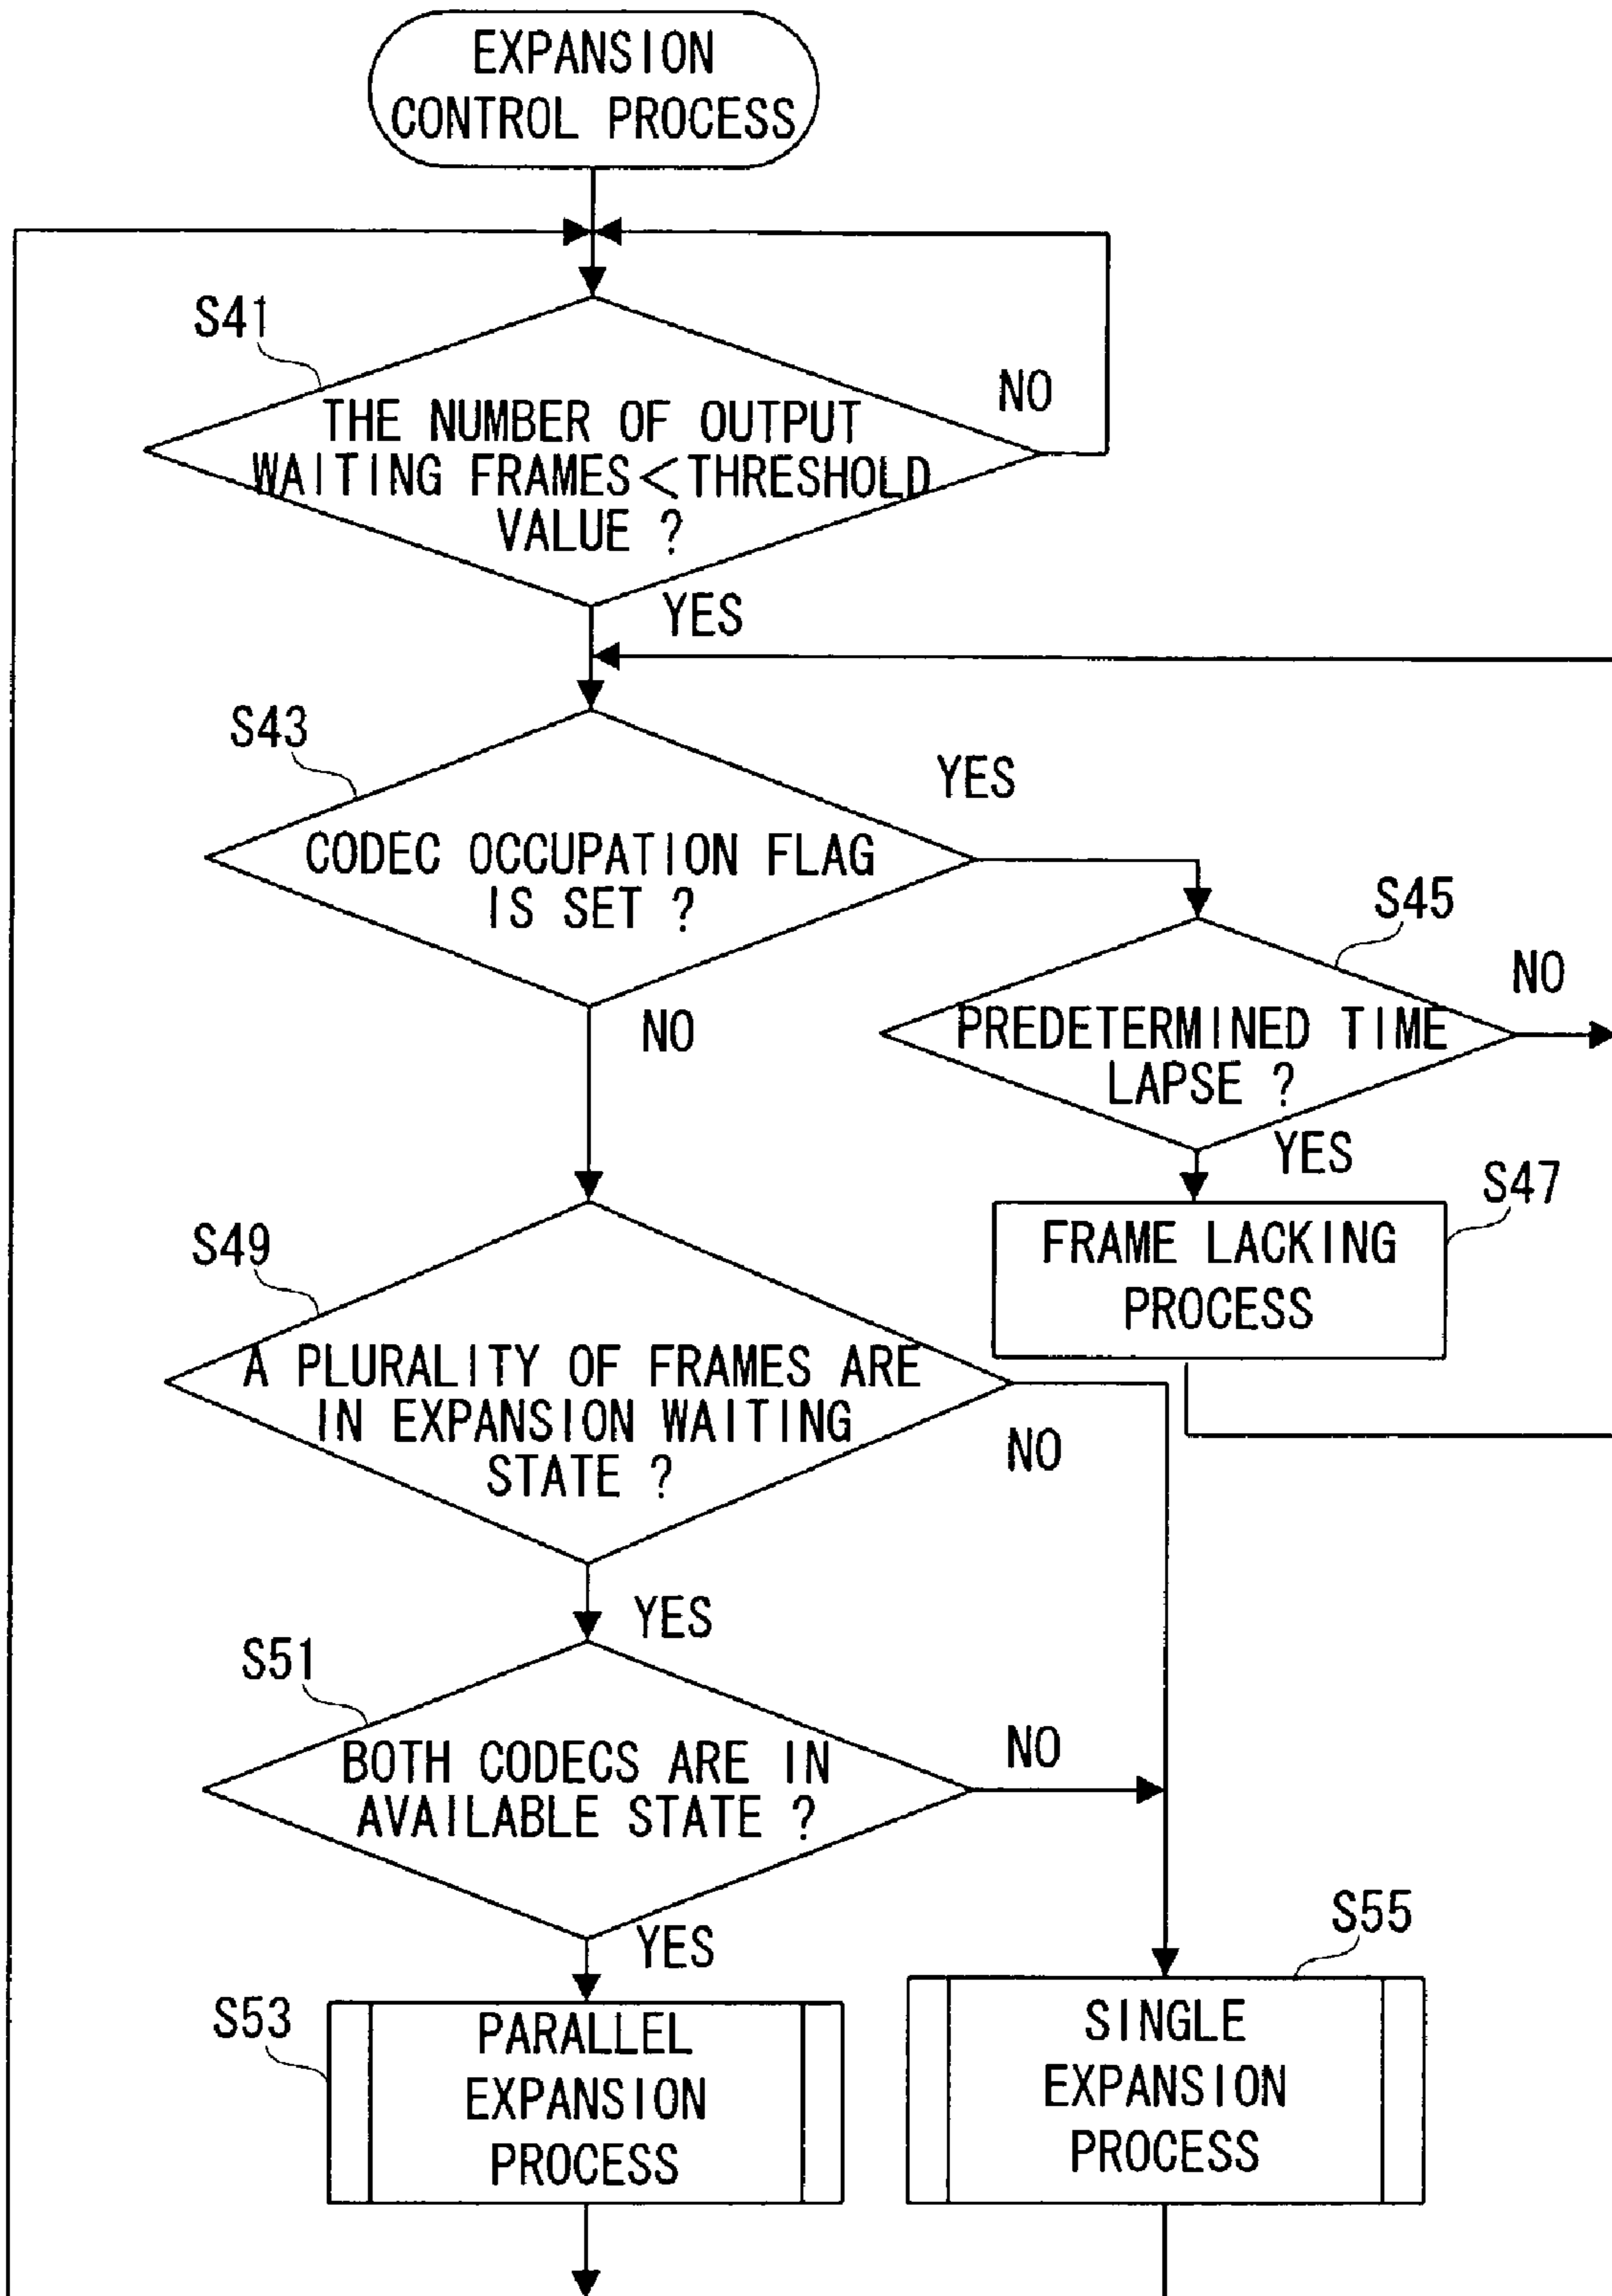 EXPANSION
CONTROL PROCESS
S41
THE NUMBER OF OUTPUT
WAITING FRAMES<THRESHOLD
VALUE ?
NO
YES
S43
CODEC OCCUPATION FLAG
IS SET ?
YES
NO
S45
PREDETERMINED TIME
LAPSE ?
NO
YES
S47
FRAME LACKING
PROCESS
S49
A PLURALITY OF FRAMES ARE
IN EXPANSION WAITING
STATE ?
NO
YES
S51
BOTH CODECS ARE IN
AVAILABLE STATE ?
NO
YES
S53
PARALLEL
EXPANSION
PROCESS
S55
SINGLE
EXPANSION
PROCESS